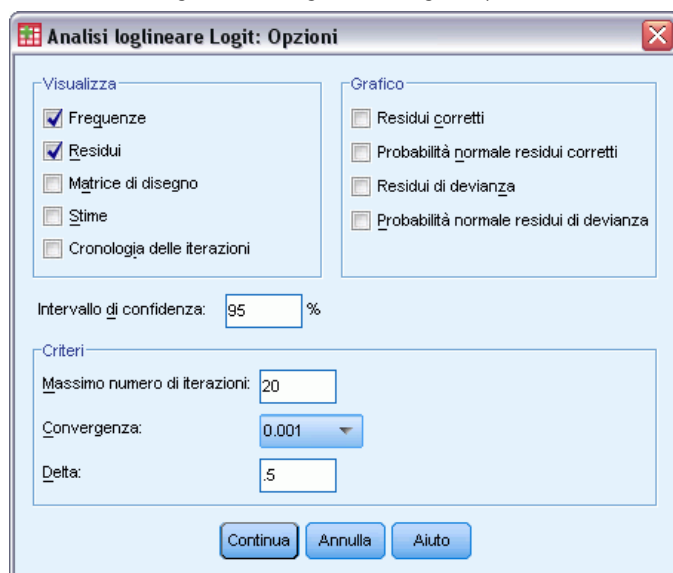 Analisi loglineare Logit: Opzioni
Visualizza
Frequenze
Residui
Matrice di disegno
Stime
Cronologia delle iterazioni
Grafico
Residui corretti
Probabilità normale residui corretti
Residui di devianza
Probabilità normale residui di devianza
Intervallo di confidenza: 95 %
Criteri
Massimo numero di iterazioni: 20
Convergenza: 0.001
Delta: .5
Continua Annulla Aiuto